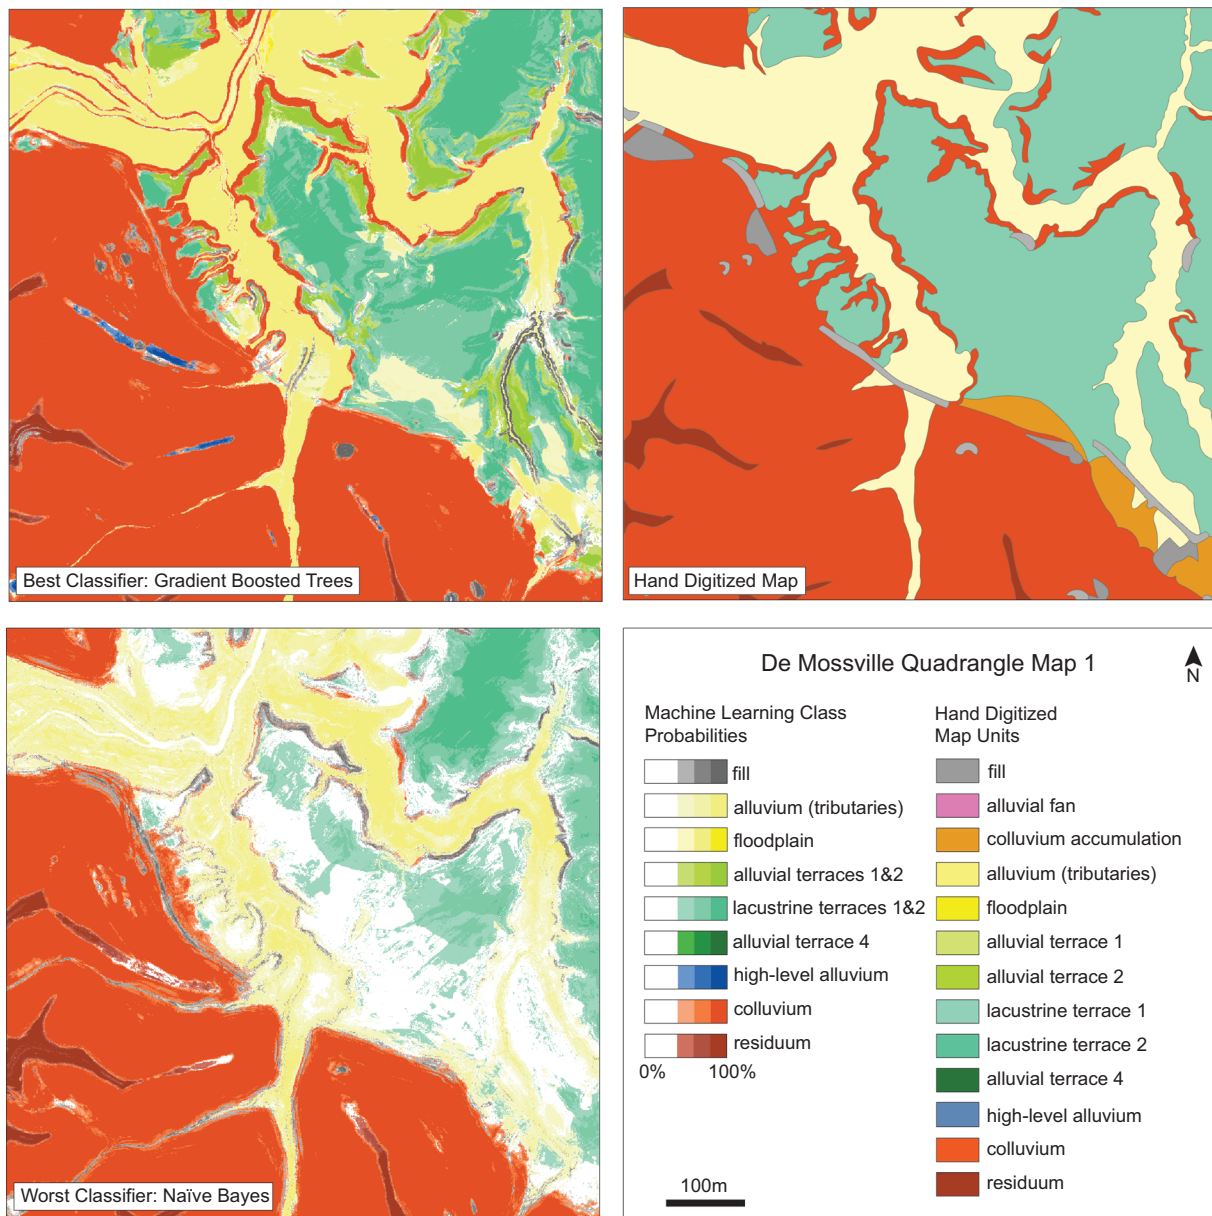 Best Classifier: Gradient Boosted Trees
Hand Digitized Map
Worst Classifier: Naïve Bayes
De Mossville Quadrangle Map 1
N
Machine Learning Class
Probabilities
fill
alluvium (tributaries)
floodplain
alluvial terraces 1&2
lacustrine terraces 1&2
alluvial terrace 4
high-level alluvium
colluvium
residuum
0% 100%
Hand Digitized
Map Units
fill
alluvial fan
colluvium accumulation
alluvium (tributaries)
floodplain
alluvial terrace 1
alluvial terrace 2
lacustrine terrace 1
lacustrine terrace 2
alluvial terrace 4
high-level alluvium
colluvium
residuum
100m